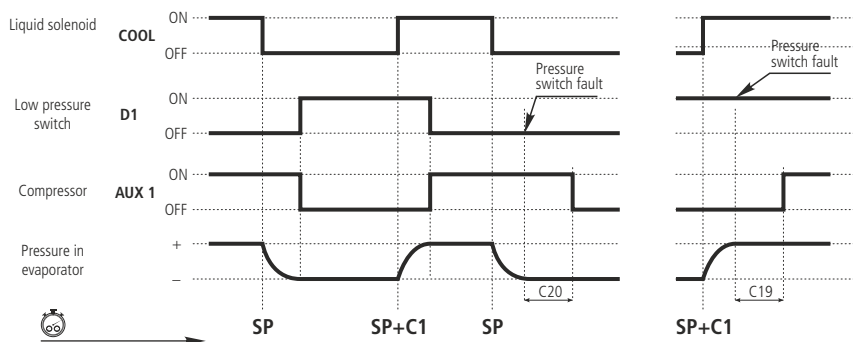 Liquid solenoid COOL ON OFF
Pressure switch fault
Pressure switch fault
Low pressure switch D1 ON OFF
Compressor AUX 1 ON OFF
Pressure in evaporator + –
C20 C19
SP SP+C1 SP SP+C1